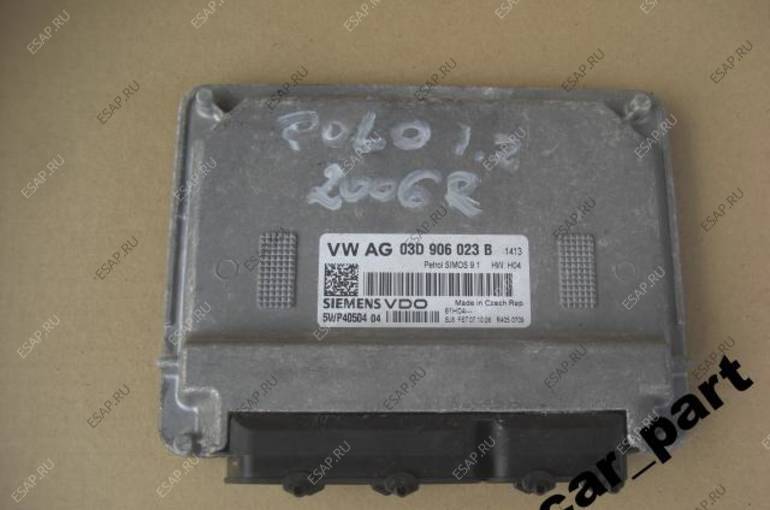 POLO 1.2
2006R
VW AG 03D 906 023 B 1413
Petrol SIMOS 9.1 HW: H04
SIEMENS VDO Made in Czech Rep.
5WP40504 04
car_part
ESAP.RU